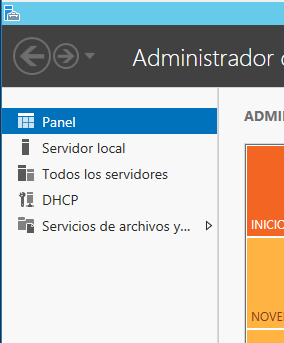 Administrador
Panel
Servidor local
Todos los servidores
DHCP
Servicios de archivos y...
ADMI
INICIO
NOVE